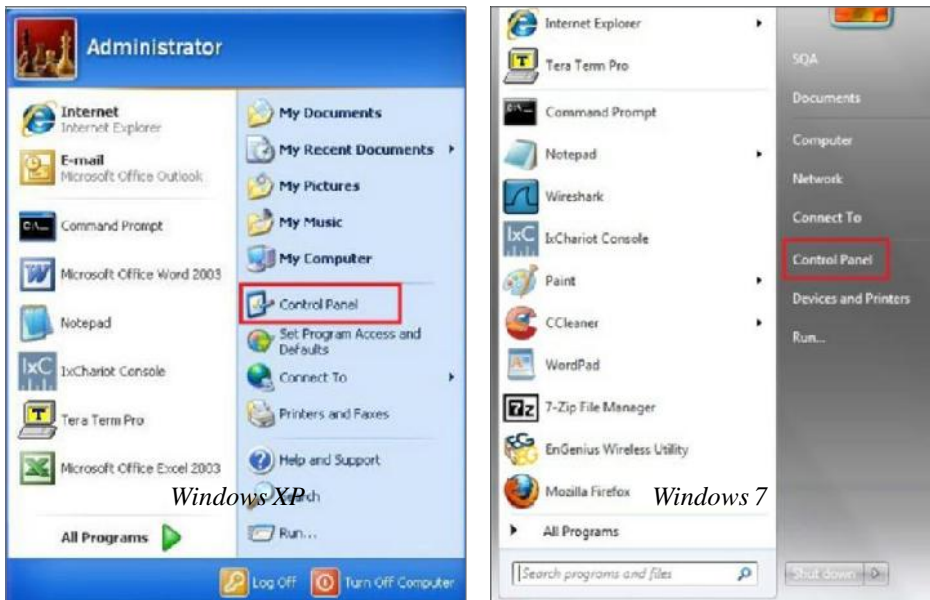 Administrator
Internet
Internet Explorer
E-mail
Microsoft Office Outlook
Command Prompt
Microsoft Office Word 2003
Notepad
IxC
IxChariot Console
Tera Term Pro
Microsoft Office Excel 2003
All Programs
My Documents
My Recent Documents
My Pictures
My Music
My Computer
Control Panel
Set Program Access and
Defaults
Connect To
Printers and Faxes
Help and Support
Search
Run...
Windows XP
Log Off
Turn Off Computer
Internet Explorer
Tera Term Pro
Command Prompt
Notepad
Wireshark
IxC
IxChariot Console
Paint
CCleaner
WordPad
7z
7-Zip File Manager
EnGenius Wireless Utility
Mozilla Firefox
All Programs
Search programs and files
Windows 7
SQA
Documents
Computer
Network
Connect To
Control Panel
Devices and Printers
Run...
Shut down